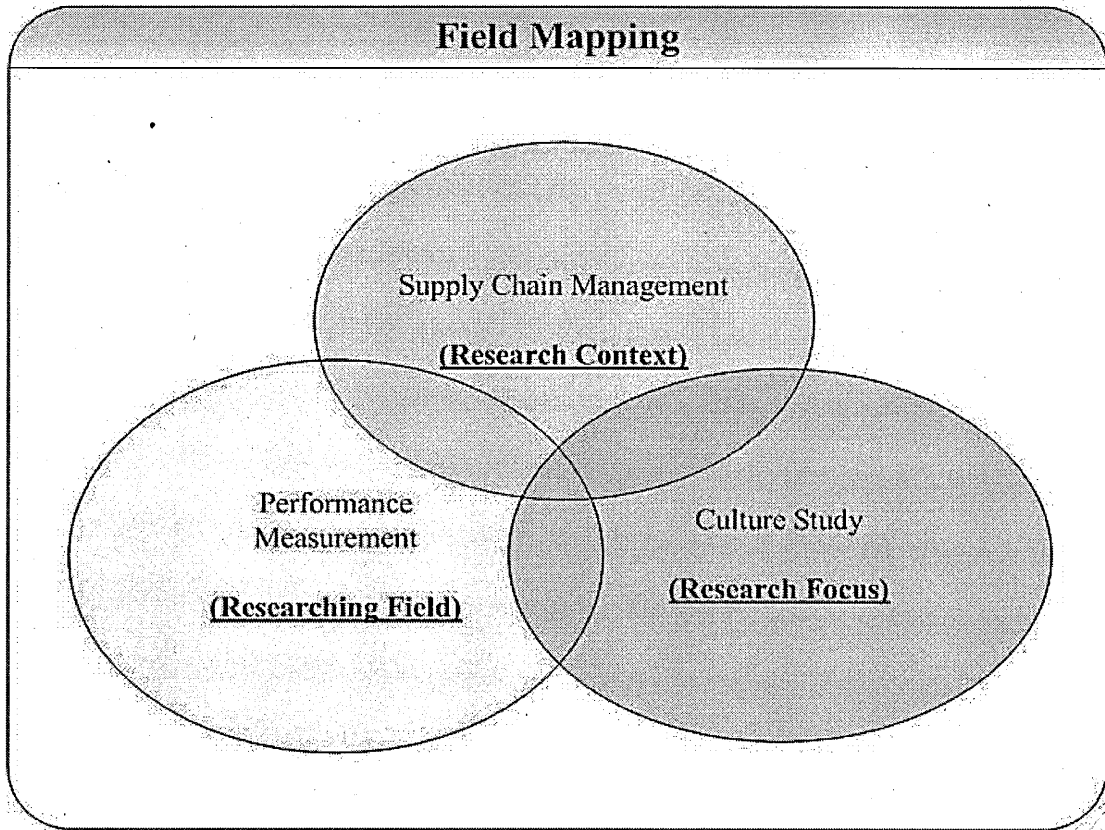 Field Mapping
Supply Chain Management
(Research Context)
Performance
Measurement
(Researching Field)
Culture Study
(Research Focus)